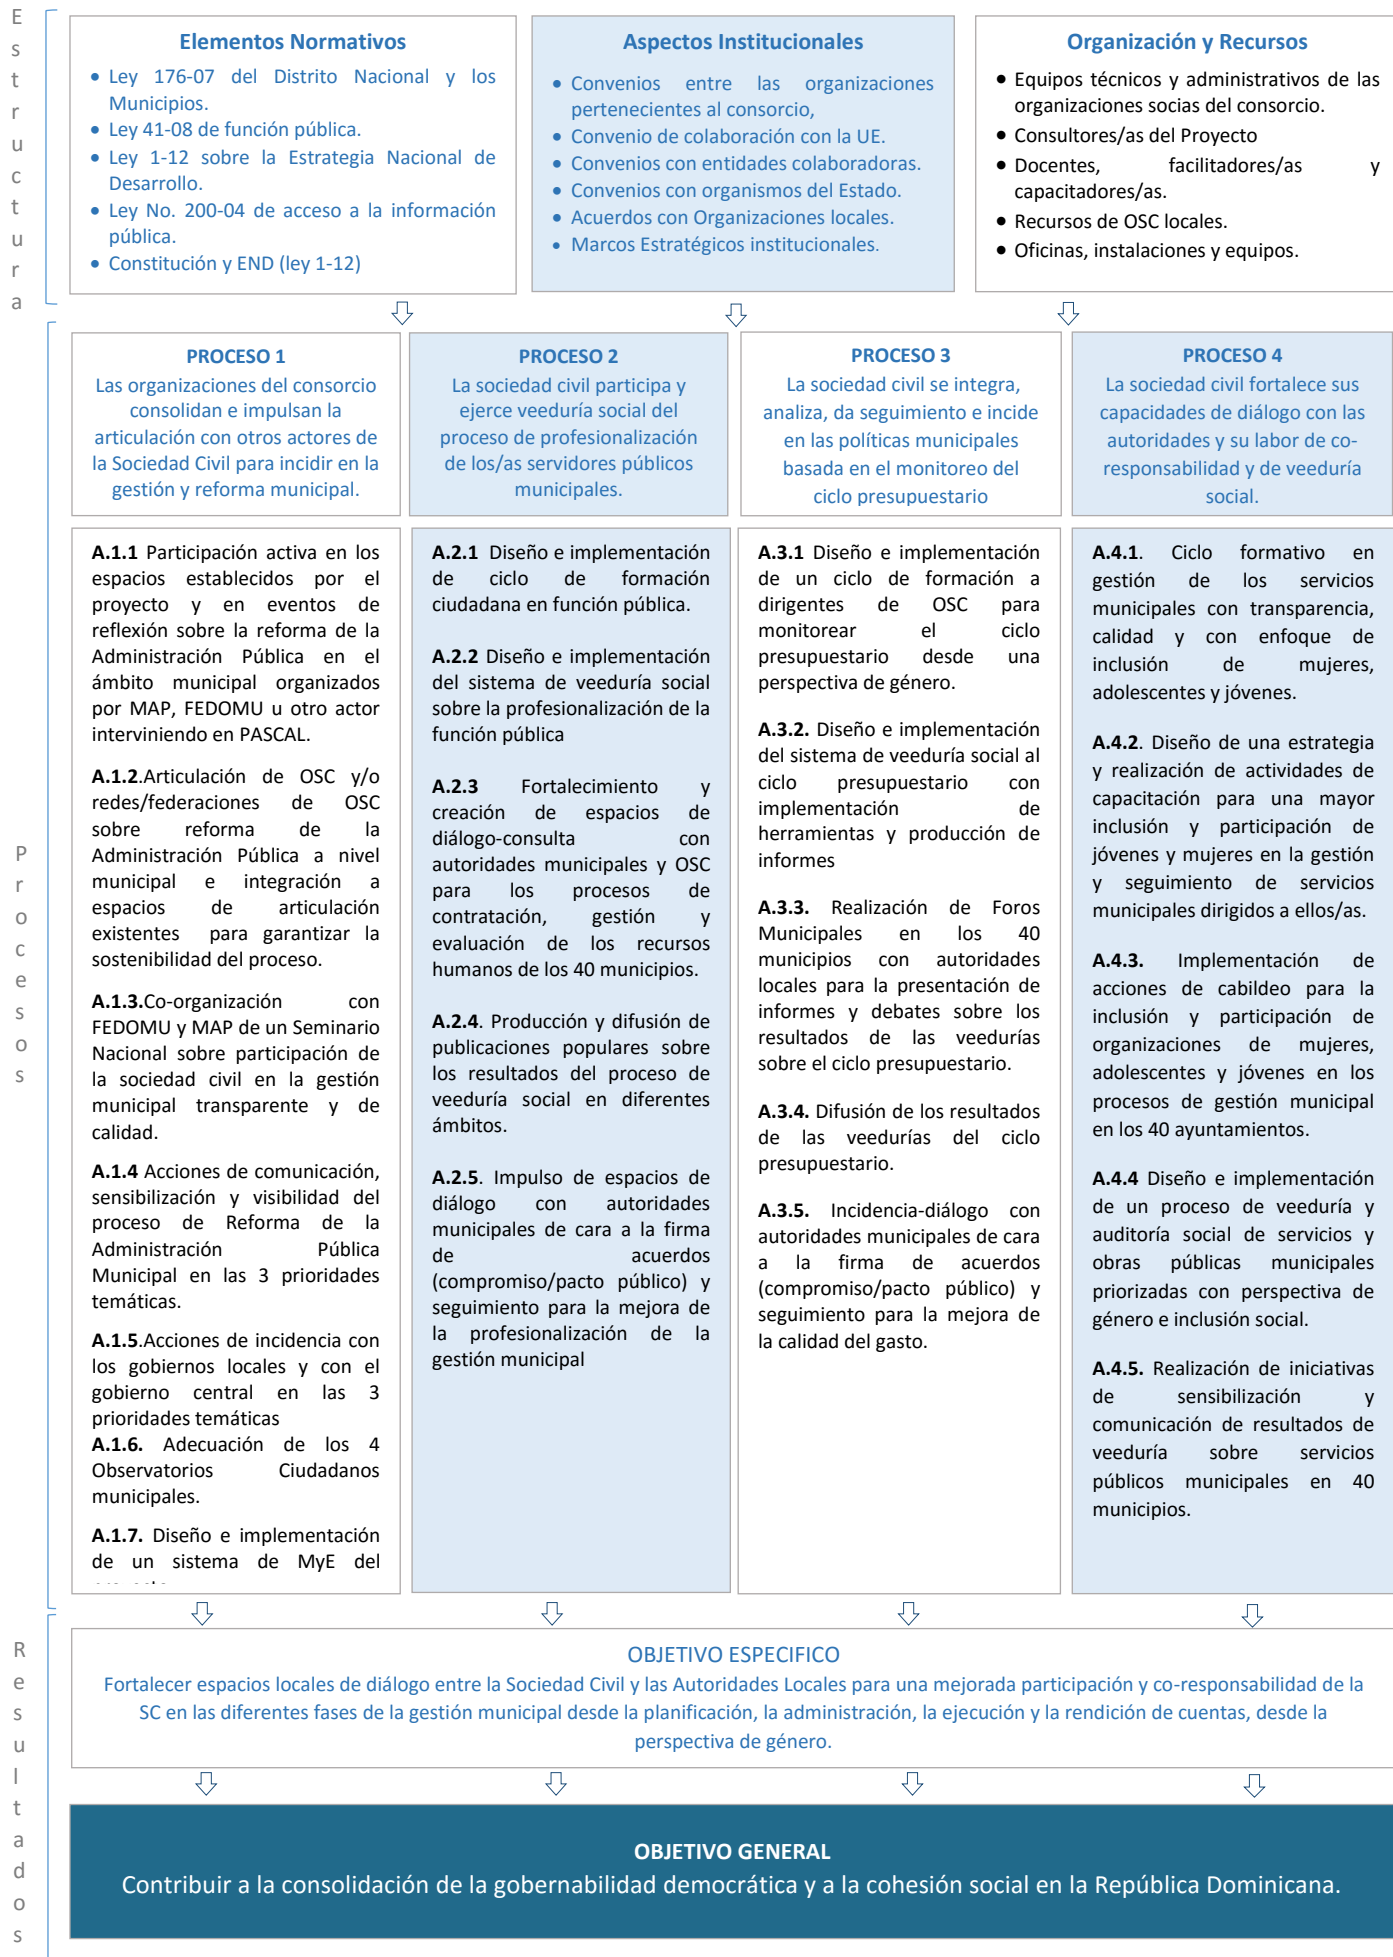 Estructura
Elementos Normativos
• Ley 176-07 del Distrito Nacional y los
Municipios.
• Ley 41-08 de función pública.
• Ley 1-12 sobre la Estrategia Nacional de
Desarrollo.
• Ley No. 200-04 de acceso a la información
pública.
• Constitución y END (ley 1-12)
Aspectos Institucionales
• Convenios entre las organizaciones
pertenecientes al consorcio,
• Convenio de colaboración con la UE.
• Convenios con entidades colaboradoras.
• Convenios con organismos del Estado.
• Acuerdos con Organizaciones locales.
• Marcos Estratégicos institucionales.
Organización y Recursos
• Equipos técnicos y administrativos de las
organizaciones socias del consorcio.
• Consultores/as del Proyecto
• Docentes, facilitadores/as y
capacitadores/as.
• Recursos de OSC locales.
• Oficinas, instalaciones y equipos.
Procesos
PROCESO 1
Las organizaciones del consorcio
consolidan e impulsan la
articulación con otros actores de
la Sociedad Civil para incidir en la
gestión y reforma municipal.
PROCESO 2
La sociedad civil participa y
ejerce veeduría social del
proceso de profesionalización
de los/as servidores públicos
municipales.
PROCESO 3
La sociedad civil se integra,
analiza, da seguimiento e incide
en las políticas municipales
basada en el monitoreo del
ciclo presupuestario
PROCESO 4
La sociedad civil fortalece sus
capacidades de diálogo con las
autoridades y su labor de co-
responsabilidad y de veeduría
social.
A.1.1 Participación activa en los
espacios establecidos por el
proyecto y en eventos de
reflexión sobre la reforma de la
Administración Pública en el
ámbito municipal organizados
por MAP, FEDOMU u otro actor
interviniendo en PASCAL.
A.1.2.Articulación de OSC y/o
redes/federaciones de OSC
sobre reforma de la
Administración Pública a nivel
municipal e integración a
espacios de articulación
existentes para garantizar la
sostenibilidad del proceso.
A.1.3.Co-organización con
FEDOMU y MAP de un Seminario
Nacional sobre participación de
la sociedad civil en la gestión
municipal transparente y de
calidad.
A.1.4 Acciones de comunicación,
sensibilización y visibilidad del
proceso de Reforma de la
Administración Pública
Municipal en las 3 prioridades
temáticas.
A.1.5.Acciones de incidencia con
los gobiernos locales y con el
gobierno central en las 3
prioridades temáticas
A.1.6. Adecuación de los 4
Observatorios Ciudadanos
municipales.
A.1.7. Diseño e implementación
de un sistema de MyE del
A.2.1 Diseño e implementación
de ciclo de formación
ciudadana en función pública.
A.2.2 Diseño e implementación
del sistema de veeduría social
sobre la profesionalización de la
función pública
A.2.3 Fortalecimiento y
creación de espacios de
diálogo-consulta con
autoridades municipales y OSC
para los procesos de
contratación, gestión y
evaluación de los recursos
humanos de los 40 municipios.
A.2.4. Producción y difusión de
publicaciones populares sobre
los resultados del proceso de
veeduría social en diferentes
ámbitos.
A.2.5. Impulso de espacios de
diálogo con autoridades
municipales de cara a la firma
de acuerdos
(compromiso/pacto público) y
seguimiento para la mejora de
la profesionalización de la
gestión municipal
A.3.1 Diseño e implementación
de un ciclo de formación a
dirigentes de OSC para
monitorear el ciclo
presupuestario desde una
perspectiva de género.
A.3.2. Diseño e implementación
del sistema de veeduría social al
ciclo presupuestario con
implementación de
herramientas y producción de
informes
A.3.3. Realización de Foros
Municipales en los 40
municipios con autoridades
locales para la presentación de
informes y debates sobre los
resultados de las veedurías
sobre el ciclo presupuestario.
A.3.4. Difusión de los resultados
de las veedurías del ciclo
presupuestario.
A.3.5. Incidencia-diálogo con
autoridades municipales de cara
a la firma de acuerdos
(compromiso/pacto público) y
seguimiento para la mejora de
la calidad del gasto.
A.4.1. Ciclo formativo en
gestión de los servicios
municipales con transparencia,
calidad y con enfoque de
inclusión de mujeres,
adolescentes y jóvenes.
A.4.2. Diseño de una estrategia
y realización de actividades de
capacitación para una mayor
inclusión y participación de
jóvenes y mujeres en la gestión
y seguimiento de servicios
municipales dirigidos a ellos/as.
A.4.3. Implementación de
acciones de cabildeo para la
inclusión y participación de
organizaciones de mujeres,
adolescentes y jóvenes en los
procesos de gestión municipal
en los 40 ayuntamientos.
A.4.4 Diseño e implementación
de un proceso de veeduría y
auditoría social de servicios y
obras públicas municipales
priorizadas con perspectiva de
género e inclusión social.
A.4.5. Realización de iniciativas
de sensibilización y
comunicación de resultados de
veeduría sobre servicios
públicos municipales en 40
municipios.
Resultados
OBJETIVO ESPECIFICO
Fortalecer espacios locales de diálogo entre la Sociedad Civil y las Autoridades Locales para una mejorada participación y co-responsabilidad de la
SC en las diferentes fases de la gestión municipal desde la planificación, la administración, la ejecución y la rendición de cuentas, desde la
perspectiva de género.
OBJETIVO GENERAL
Contribuir a la consolidación de la gobernabilidad democrática y a la cohesión social en la República Dominicana.